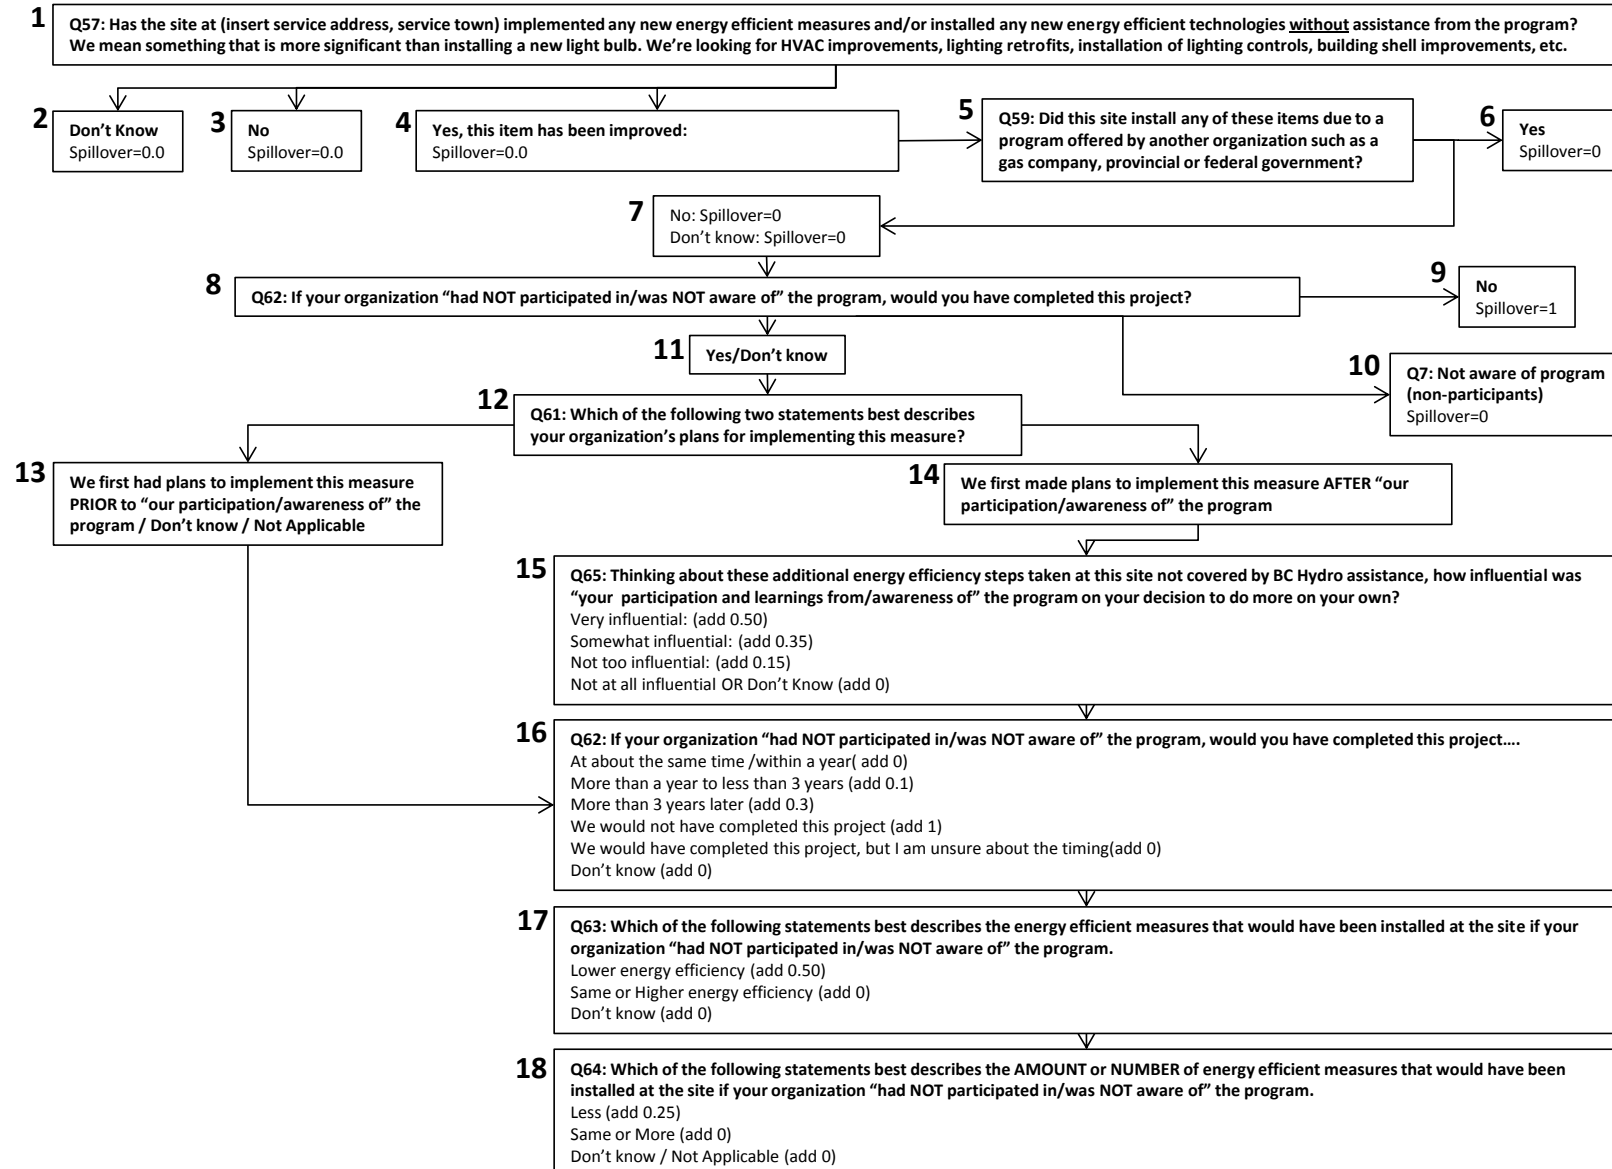 1
Q57: Has the site at (insert service address, service town) implemented any new energy efficient measures and/or installed any new energy efficient technologies without assistance from the program?
We mean something that is more significant than installing a new light bulb. We’re looking for HVAC improvements, lighting retrofits, installation of lighting controls, building shell improvements, etc.
2
Don’t Know
Spillover=0.0
3
No
Spillover=0.0
4
Yes, this item has been improved:
Spillover=0.0
5
Q59: Did this site install any of these items due to a
program offered by another organization such as a
gas company, provincial or federal government?
6
Yes
Spillover=0
7
No: Spillover=0
Don’t know: Spillover=0
8
Q62: If your organization “had NOT participated in/was NOT aware of” the program, would you have completed this project?
9
No
Spillover=1
10
Q7: Not aware of program
(non-participants)
Spillover=0
11
Yes/Don’t know
12
Q61: Which of the following two statements best describes
your organization’s plans for implementing this measure?
13
We first had plans to implement this measure
PRIOR to “our participation/awareness of” the
program / Don’t know / Not Applicable
14
We first made plans to implement this measure AFTER “our
participation/awareness of” the program
15
Q65: Thinking about these additional energy efficiency steps taken at this site not covered by BC Hydro assistance, how influential was
“your participation and learnings from/awareness of” the program on your decision to do more on your own?
Very influential: (add 0.50)
Somewhat influential: (add 0.35)
Not too influential: (add 0.15)
Not at all influential OR Don’t Know (add 0)
16
Q62: If your organization “had NOT participated in/was NOT aware of” the program, would you have completed this project….
At about the same time /within a year( add 0)
More than a year to less than 3 years (add 0.1)
More than 3 years later (add 0.3)
We would not have completed this project (add 1)
We would have completed this project, but I am unsure about the timing(add 0)
Don’t know (add 0)
17
Q63: Which of the following statements best describes the energy efficient measures that would have been installed at the site if your
organization “had NOT participated in/was NOT aware of” the program.
Lower energy efficiency (add 0.50)
Same or Higher energy efficiency (add 0)
Don’t know (add 0)
18
Q64: Which of the following statements best describes the AMOUNT or NUMBER of energy efficient measures that would have been
installed at the site if your organization “had NOT participated in/was NOT aware of” the program.
Less (add 0.25)
Same or More (add 0)
Don’t know / Not Applicable (add 0)